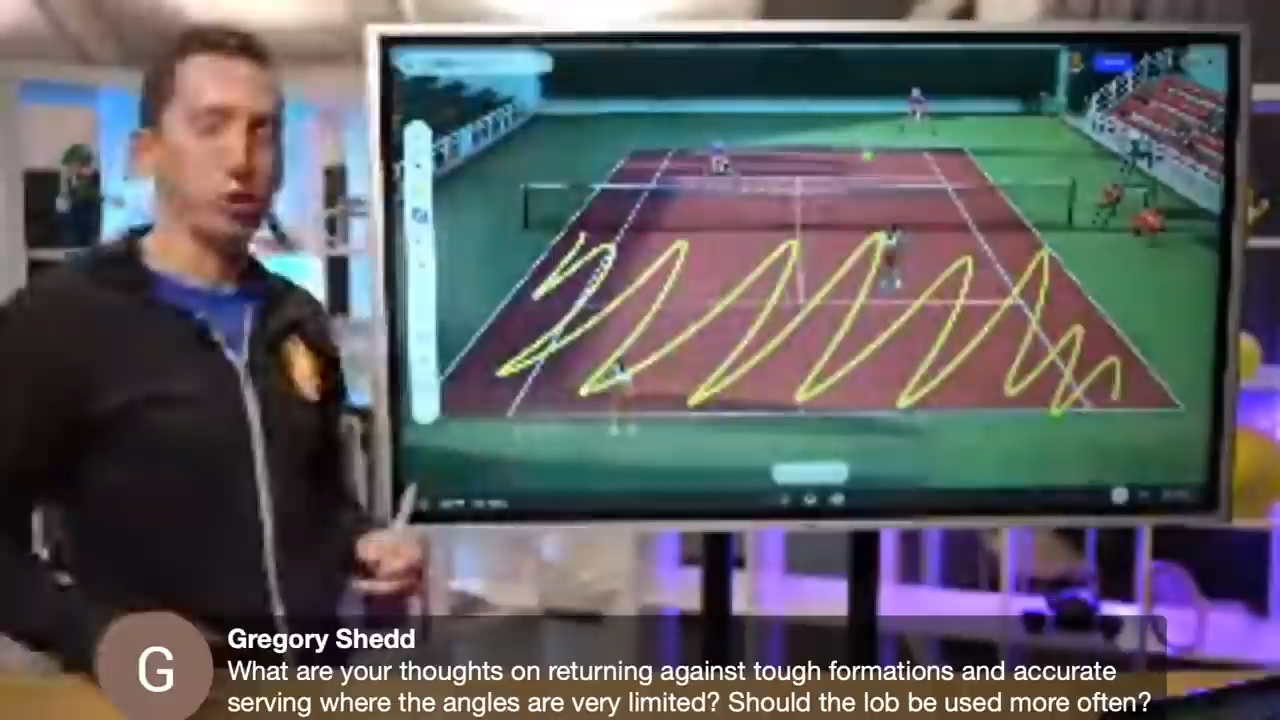 G
Gregory Shedd
What are your thoughts on returning against tough formations and accurate
serving where the angles are very limited? Should the lob be used more often?